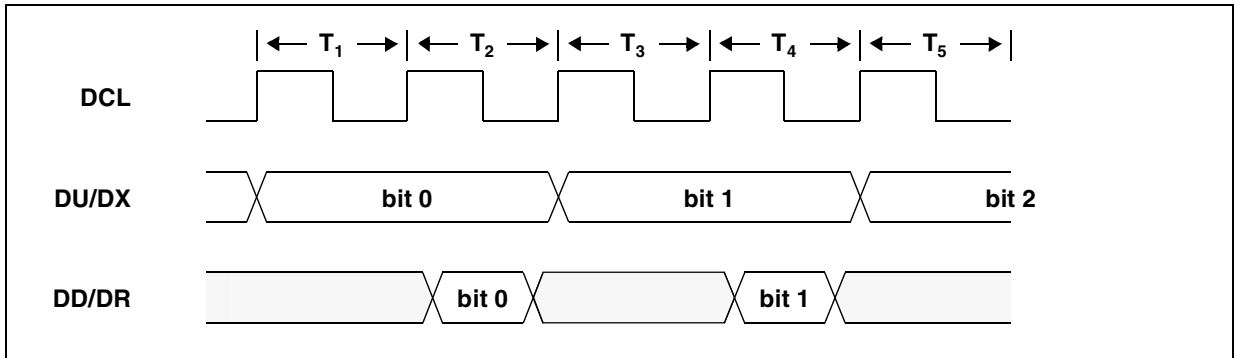 T1 T2 T3 T4 T5
DCL
DU/DX bit 0 bit 1 bit 2
DD/DR bit 0 bit 1